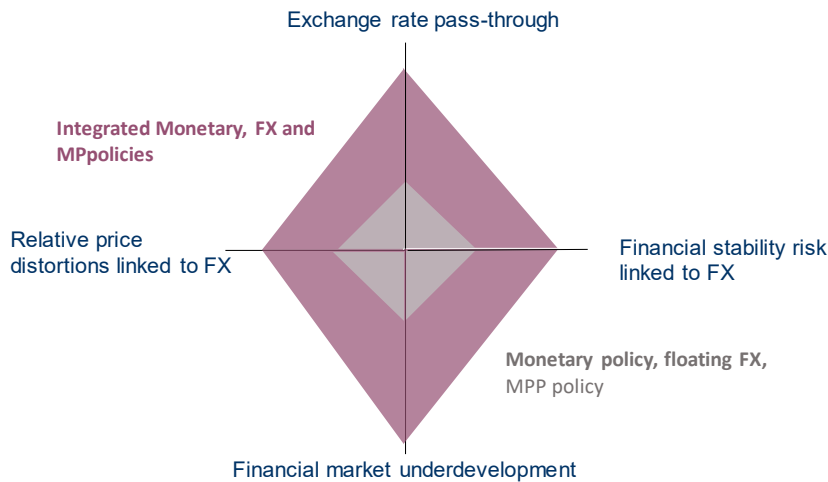 Exchange rate pass-through
Integrated Monetary, FX and
MPpolicies
Relative price
distortions linked to FX
Financial stability risk
linked to FX
Monetary policy, floating FX,
MPP policy
Financial market underdevelopment